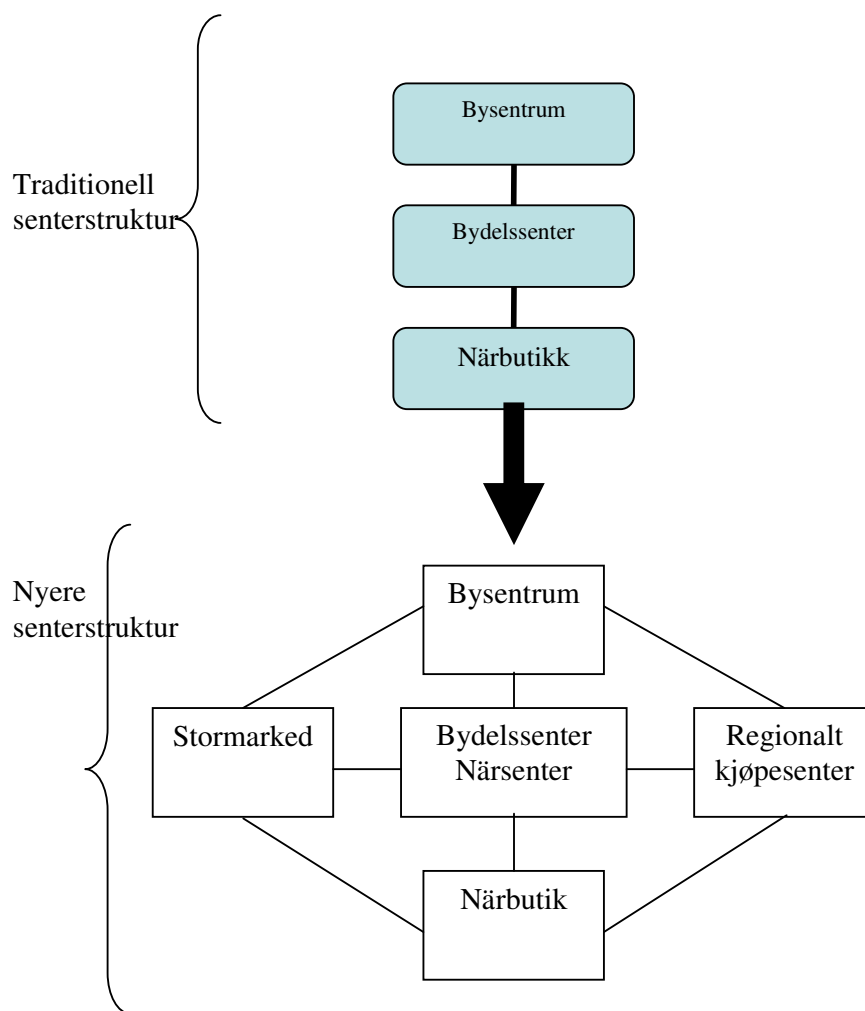 Traditionell
senterstruktur
Bysentrum
Bydelssenter
Närbutikk
Nyere
senterstruktur
Bysentrum
Stormarked
Bydelssenter
Närsenter
Regionalt
kjøpesenter
Närbutik